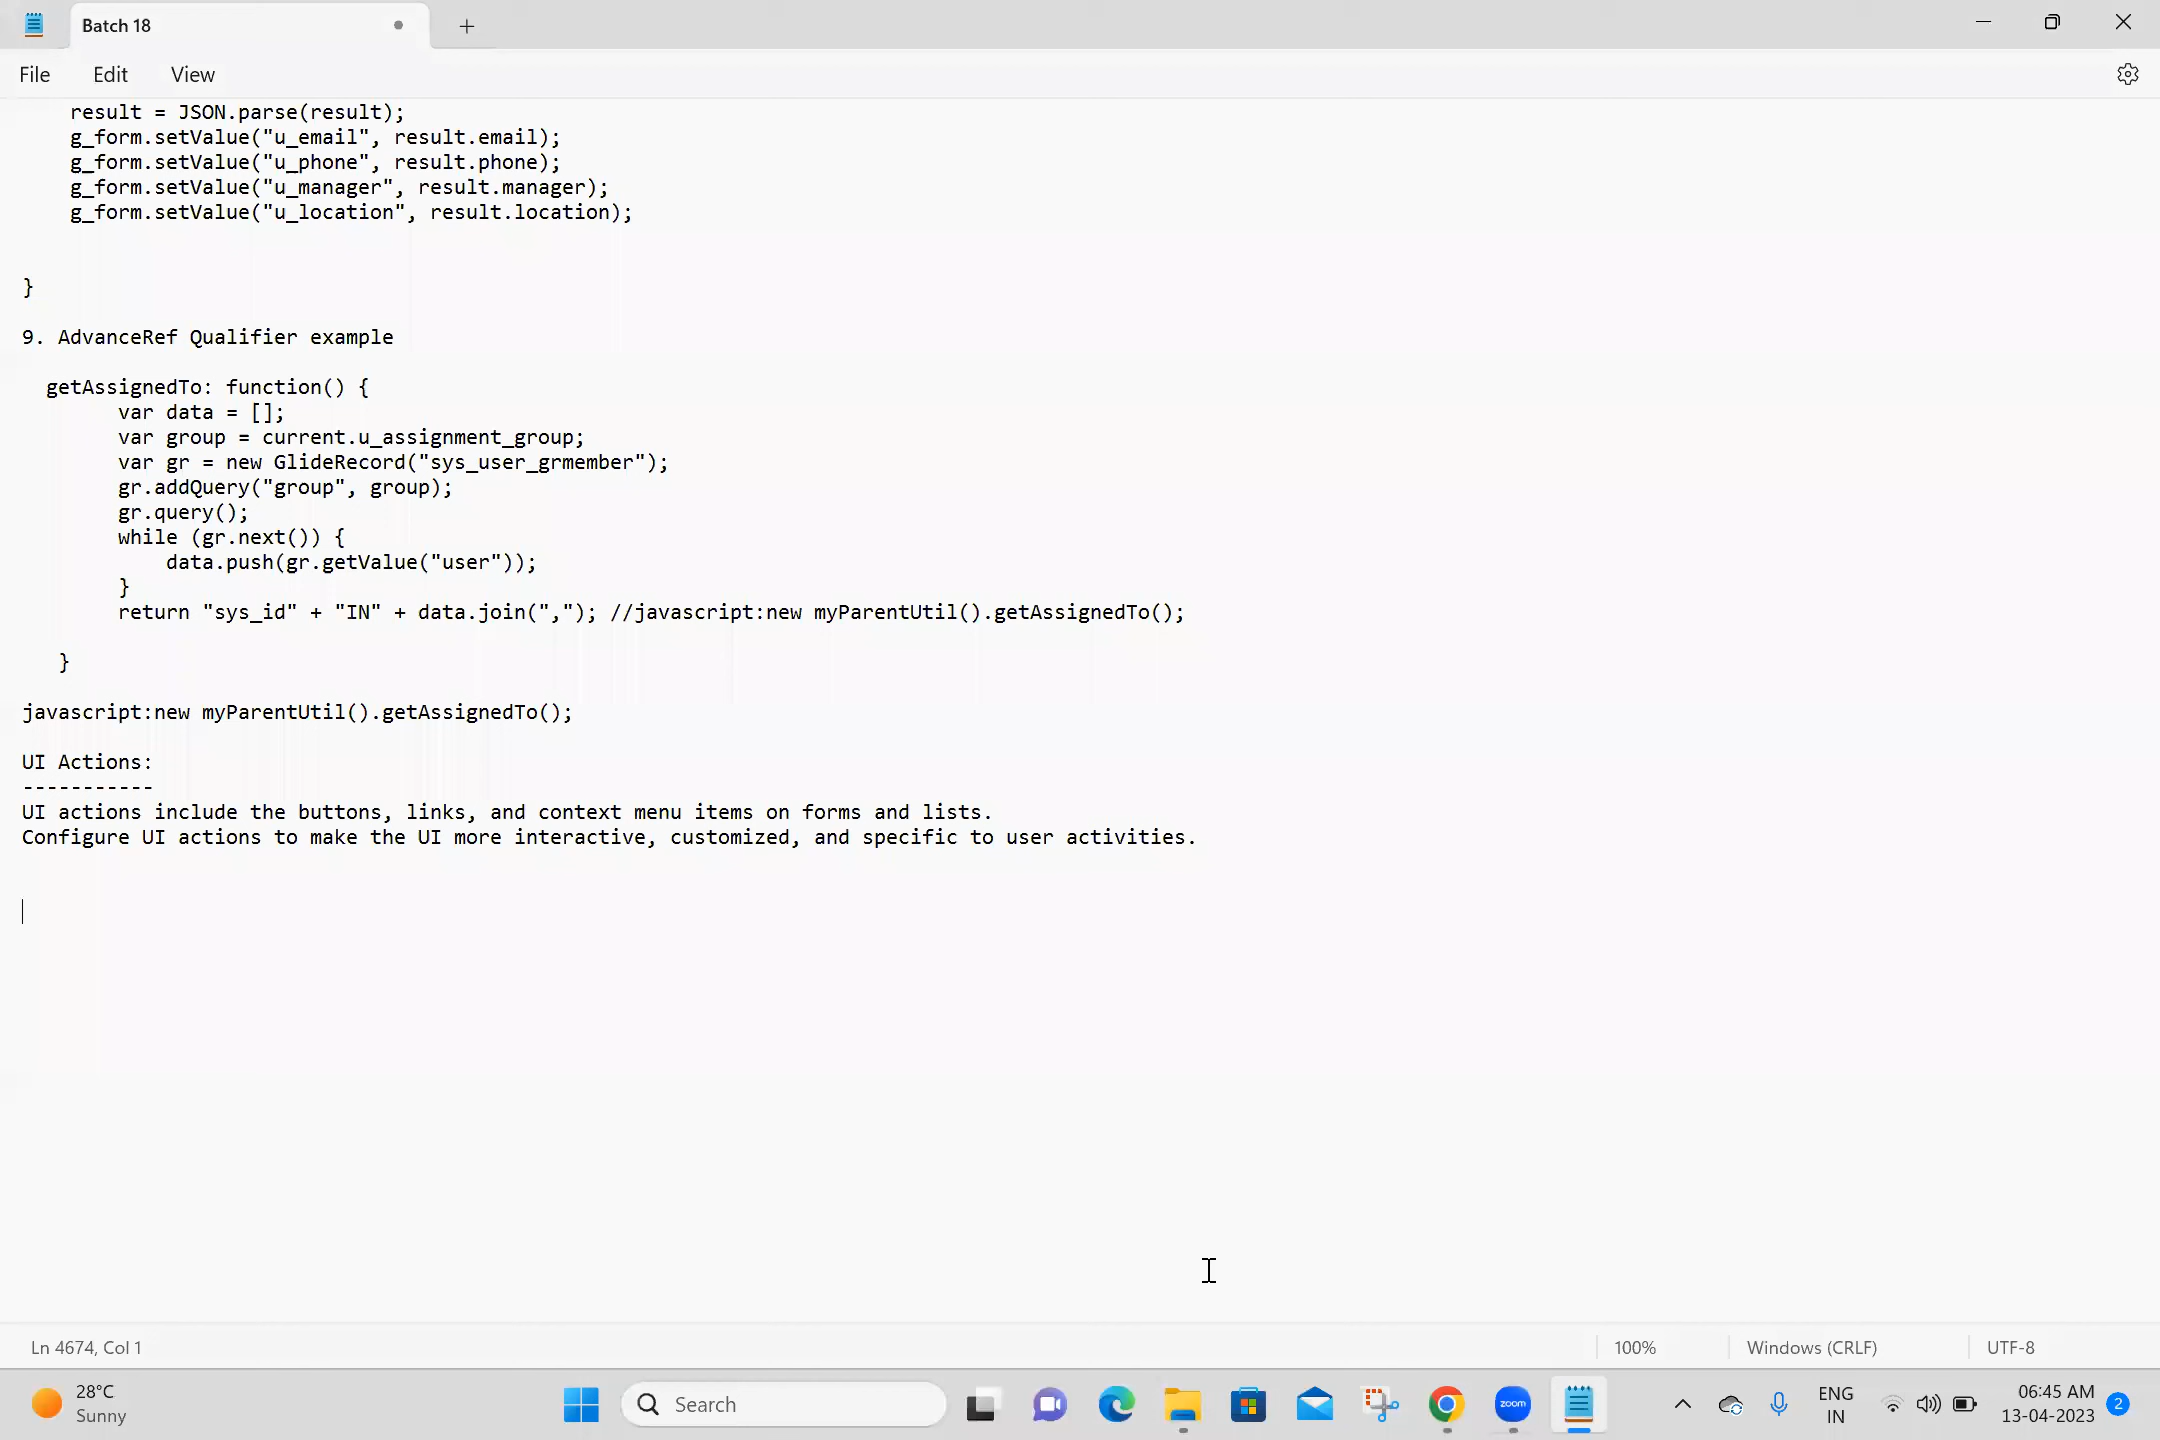 Batch 18
File Edit View
result = JSON.parse(result);
g_form.setValue("u_email", result.email);
g_form.setValue("u_phone", result.phone);
g_form.setValue("u_manager", result.manager);
g_form.setValue("u_location", result.location);
}
9. AdvanceRef Qualifier example
getAssignedTo: function() {
var data = [];
var group = current.u_assignment_group;
var gr = new GlideRecord("sys_user_grmember");
gr.addQuery("group", group);
gr.query();
while (gr.next()) {
data.push(gr.getValue("user"));
}
return "sys_id" + "IN" + data.join(","); //javascript:new myParentUtil().getAssignedTo();
}
javascript:new myParentUtil().getAssignedTo();
UI Actions:
-----------
UI actions include the buttons, links, and context menu items on forms and lists.
Configure UI actions to make the UI more interactive, customized, and specific to user activities.
Ln 4674, Col 1 100% Windows (CRLF) UTF-8
28°C
Sunny
Search
zoom
ENG
IN
06:45 AM
13-04-2023
2